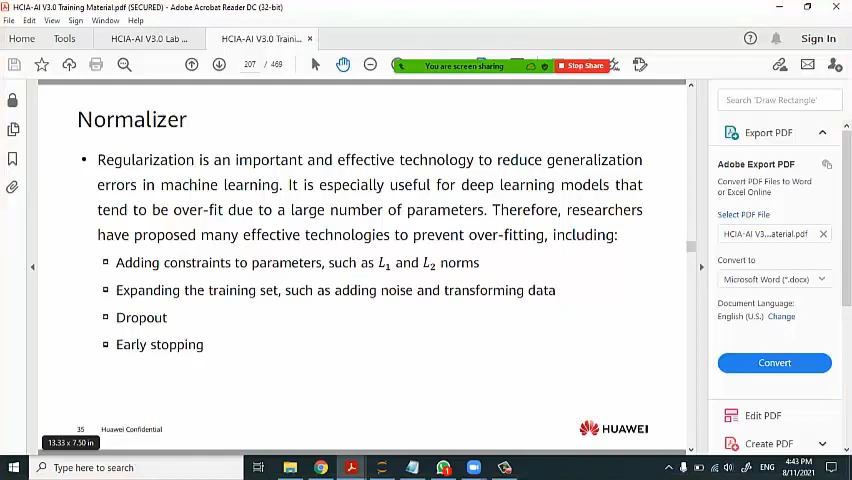 HCIA-AI V3.0 Training Material.pdf (SECURED) - Adobe Acrobat Reader DC (32-bit)
File Edit View Sign Window Help
Home Tools HCIA-AI V3.0 Lab ... HCIA-AI V3.0 Traini... × Sign In
207 / 469
You are screen sharing Stop Share
Normalizer
• Regularization is an important and effective technology to reduce generalization
errors in machine learning. It is especially useful for deep learning models that
tend to be over-fit due to a large number of parameters. Therefore, researchers
have proposed many effective technologies to prevent over-fitting, including:
Adding constraints to parameters, such as L₁ and L₂ norms
Expanding the training set, such as adding noise and transforming data
Dropout
Early stopping
35 Huawei Confidential
HUAWEI
13.33 x 7.50 in
Search 'Draw Rectangle'
Export PDF
Adobe Export PDF
Convert PDF Files to Word
or Excel Online
Select PDF File
HCIA-AI V3...aterial.pdf
Convert to
Microsoft Word (*.docx)
Document Language:
English (U.S.) Change
Convert
Edit PDF
Create PDF
Type here to search
ENG
4:43 PM
8/11/2021